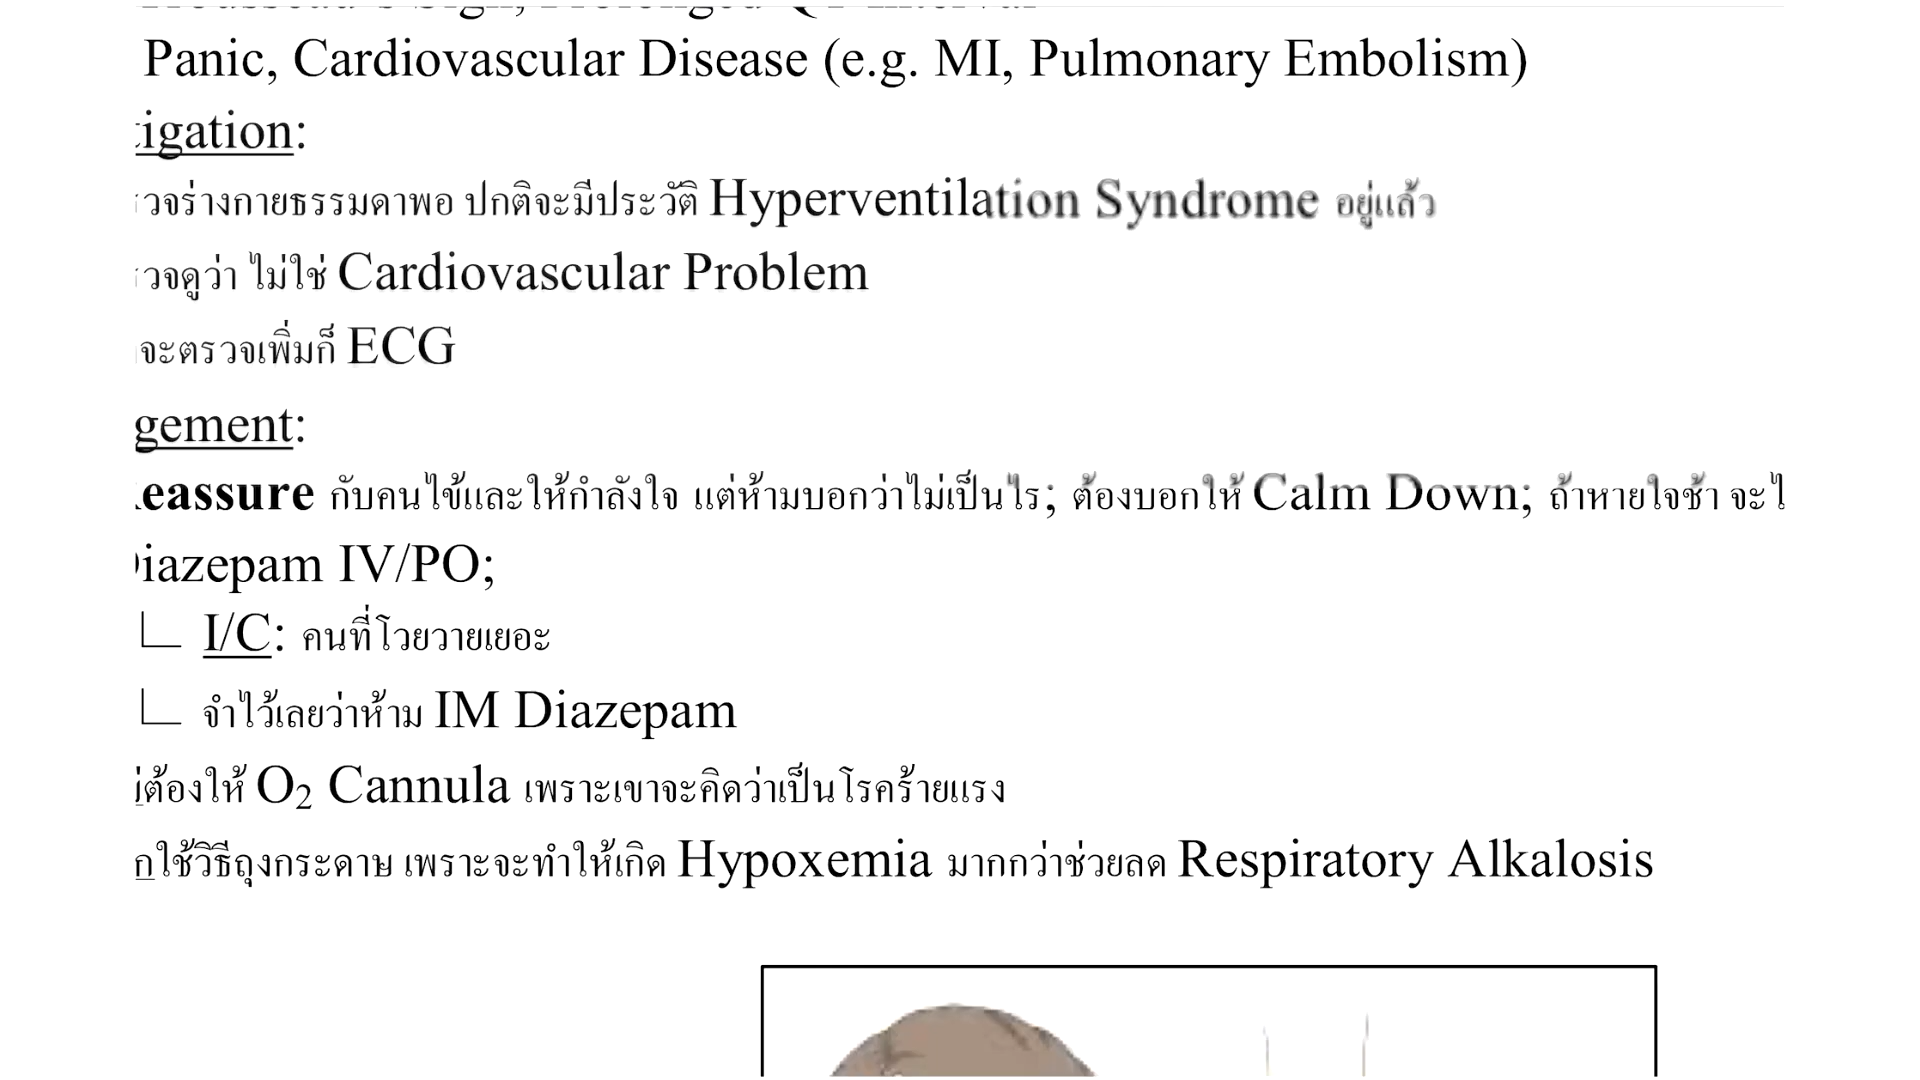 Panic, Cardiovascular Disease (e.g. MI, Pulmonary Embolism)
tigation:
รวจร่างกายธรรมดาพอ ปกติจะมีประวัติ Hyperventilation Syndrome อยู่แล้ว
รวจดูว่า ไม่ใช่ Cardiovascular Problem
จะตรวจเพิ่มก็ ECG
gement:
eassure กับคนไข้และให้กำลังใจ แต่ห้ามบอกว่าไม่เป็นไร; ต้องบอกให้ Calm Down; ถ้าหายใจช้า จะไ
Diazepam IV/PO;
I/C: คนที่โวยวายเยอะ
จำไว้เลยว่าห้าม IM Diazepam
ต้องให้ O₂ Cannula เพราะเขาจะคิดว่าเป็นโรคร้ายแรง
กใช้วิธีถุงกระดาษ เพราะจะทำให้เกิด Hypoxemia มากกว่าช่วยลด Respiratory Alkalosis